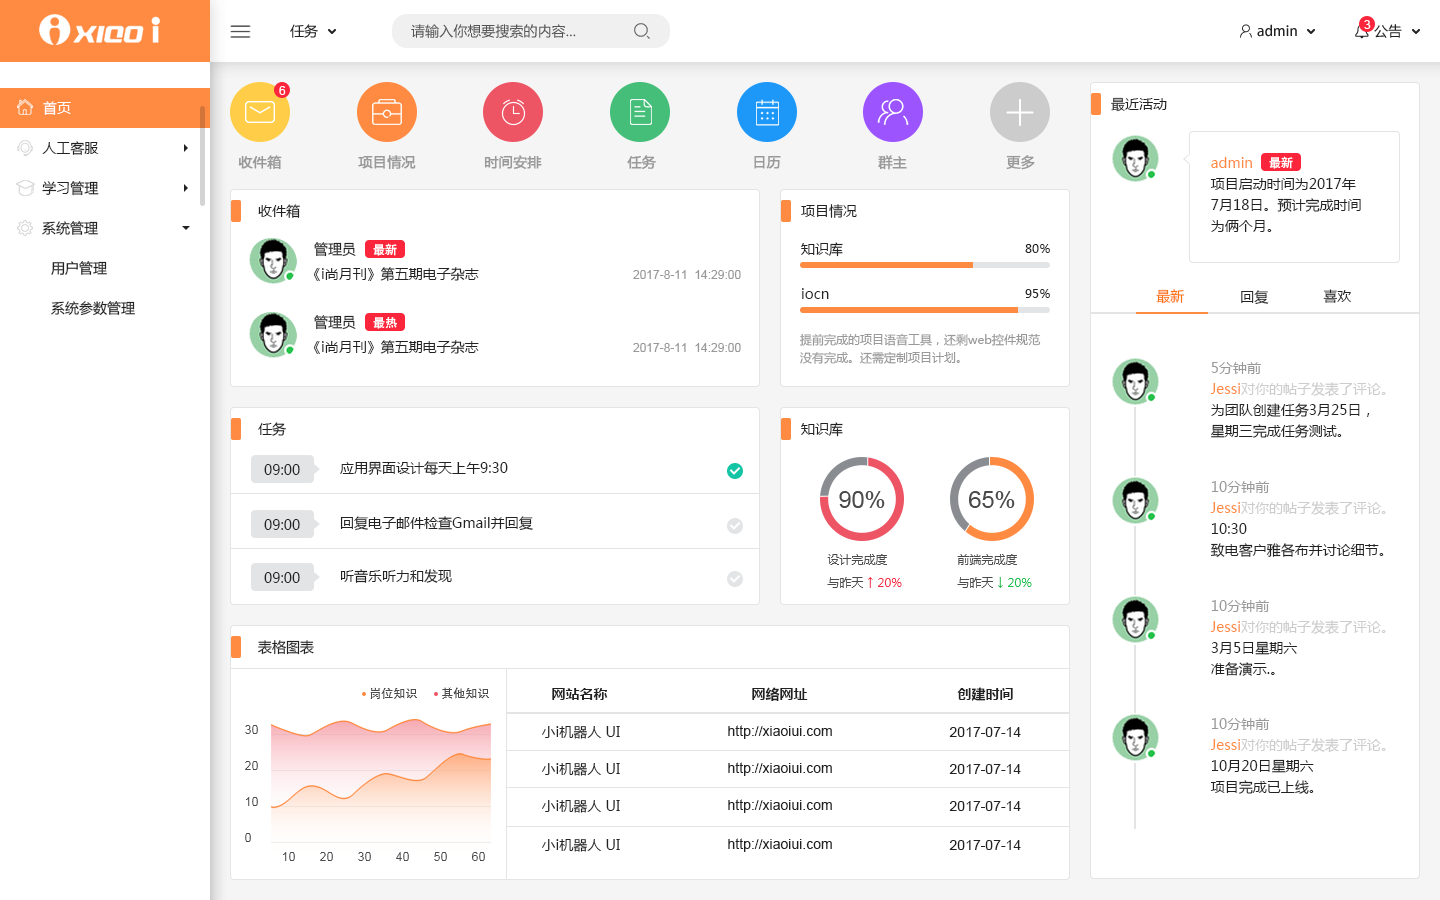 xiao i
任务
请输入你想要搜索的内容...
admin
3
公告
首页
人工客服
学习管理
系统管理
用户管理
系统参数管理
6
收件箱
项目情况
时间安排
任务
日历
群主
更多
收件箱
管理员 最新
《i尚月刊》第五期电子杂志 2017-8-11 14:29:00
管理员 最热
《i尚月刊》第五期电子杂志 2017-8-11 14:29:00
项目情况
知识库 80%
iocn 95%
提前完成的项目语音工具，还剩web控件规范
没有完成。还需定制项目计划。
任务
09:00 应用界面设计每天上午9:30
09:00 回复电子邮件检查Gmail并回复
09:00 听音乐听力和发现
知识库
90% 65%
设计完成度 前端完成度
与昨天↑20% 与昨天↓20%
表格图表
岗位知识 其他知识
30
20
10
0
10 20 30 40 50 60
网站名称 网络网址 创建时间
小i机器人 UI http://xiaoiui.com 2017-07-14
小i机器人 UI http://xiaoiui.com 2017-07-14
小i机器人 UI http://xiaoiui.com 2017-07-14
小i机器人 UI http://xiaoiui.com 2017-07-14
最近活动
admin 最新
项目启动时间为2017年
7月18日。预计完成时间
为俩个月。
最新 回复 喜欢
5分钟前
Jessi对你的帖子发表了评论。
为团队创建任务3月25日，
星期三完成任务测试。
10分钟前
Jessi对你的帖子发表了评论。
10:30
致电客户雅各布并讨论细节。
10分钟前
Jessi对你的帖子发表了评论。
3月5日星期六
准备演示.。
10分钟前
Jessi对你的帖子发表了评论。
10月20日星期六
项目完成已上线。